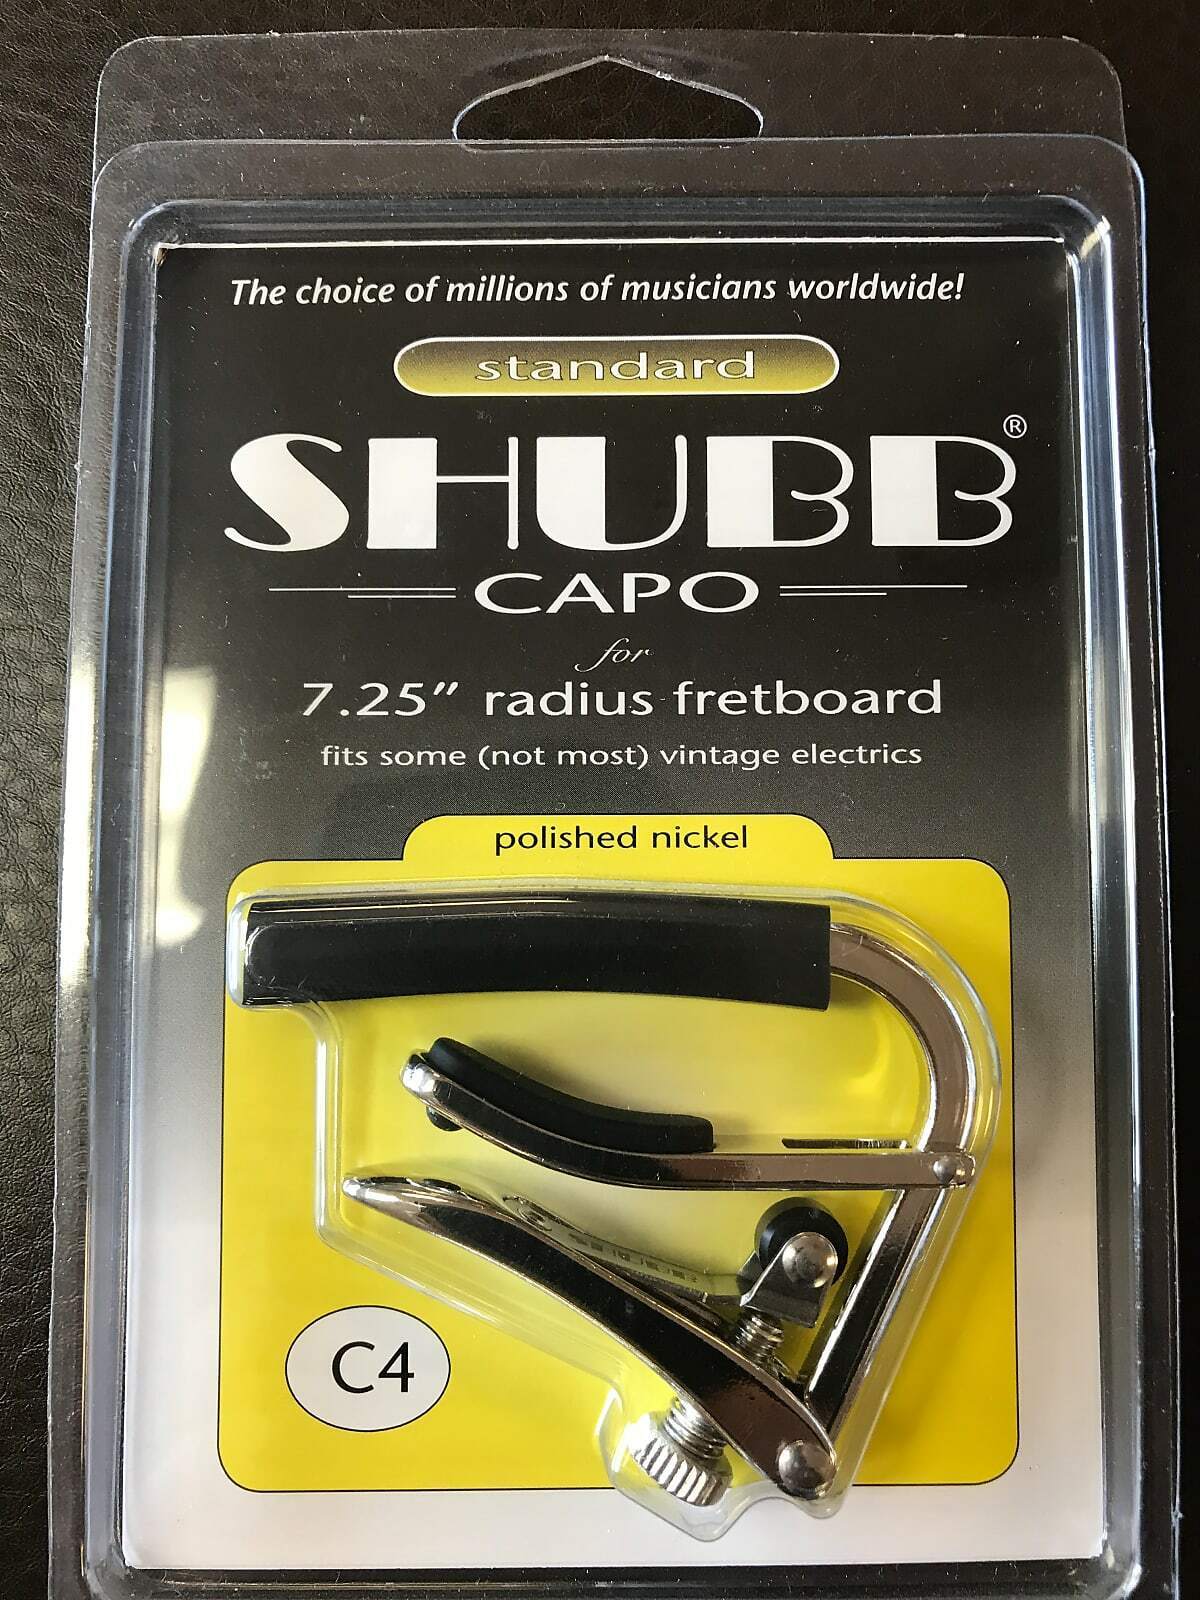 The choice of millions of musicians worldwide!
standard
SHUBB®
CAPO
for
7.25” radius fretboard
fits some (not most) vintage electrics
polished nickel
C4